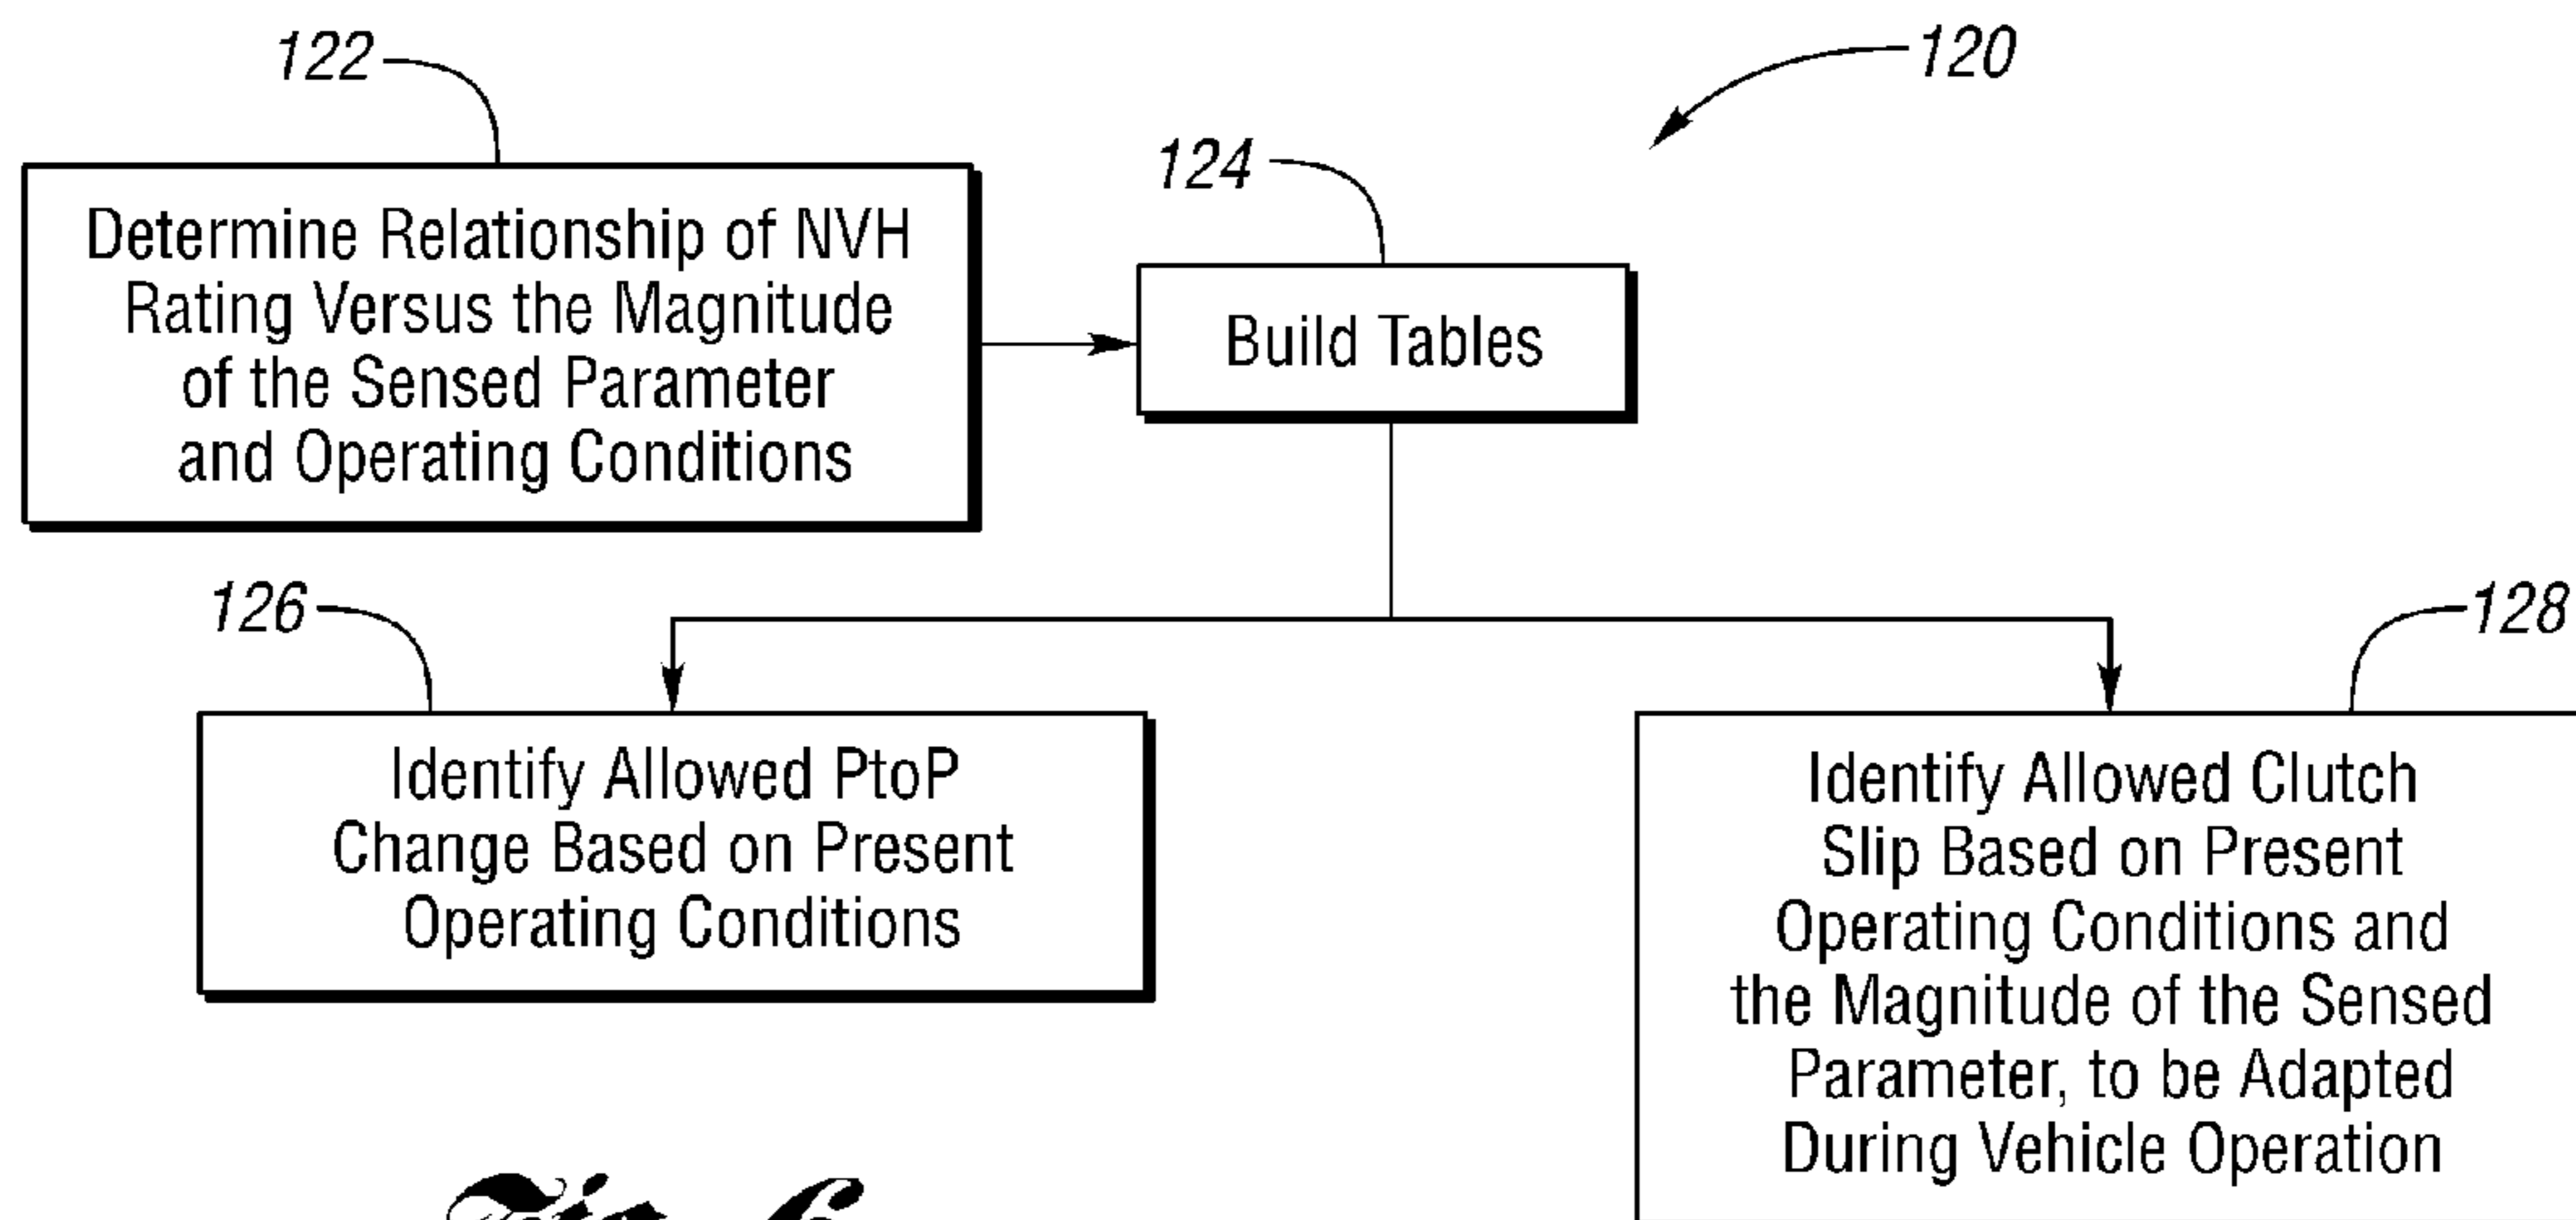 122
120
124
Determine Relationship of NVH
Rating Versus the Magnitude
of the Sensed Parameter
and Operating Conditions
Build Tables
126
128
Identify Allowed PtoP
Change Based on Present
Operating Conditions
Identify Allowed Clutch
Slip Based on Present
Operating Conditions and
the Magnitude of the Sensed
Parameter, to be Adapted
During Vehicle Operation